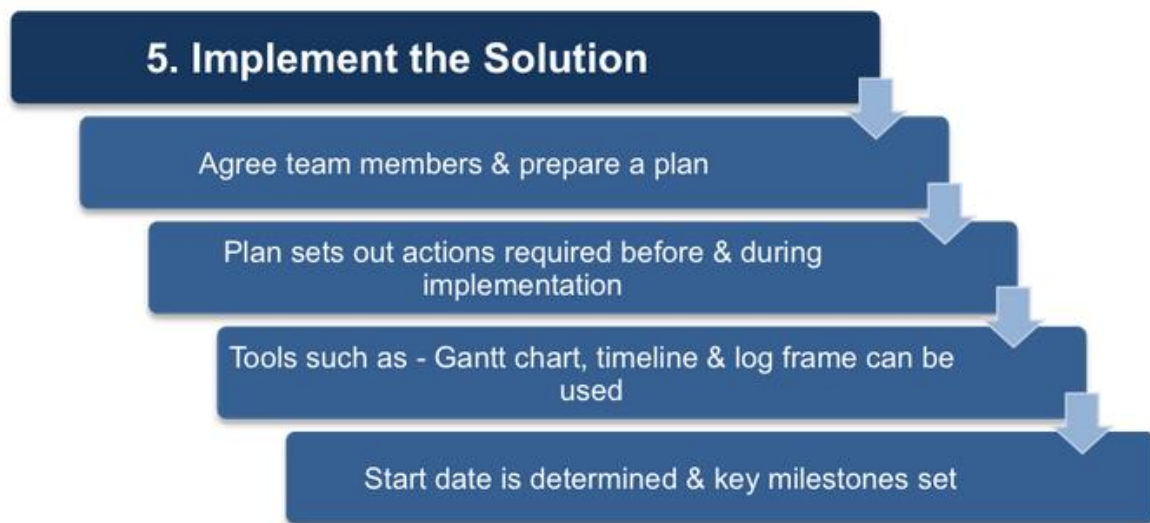 5. Implement the Solution
Agree team members & prepare a plan
Plan sets out actions required before & during
implementation
Tools such as - Gantt chart, timeline & log frame can be
used
Start date is determined & key milestones set